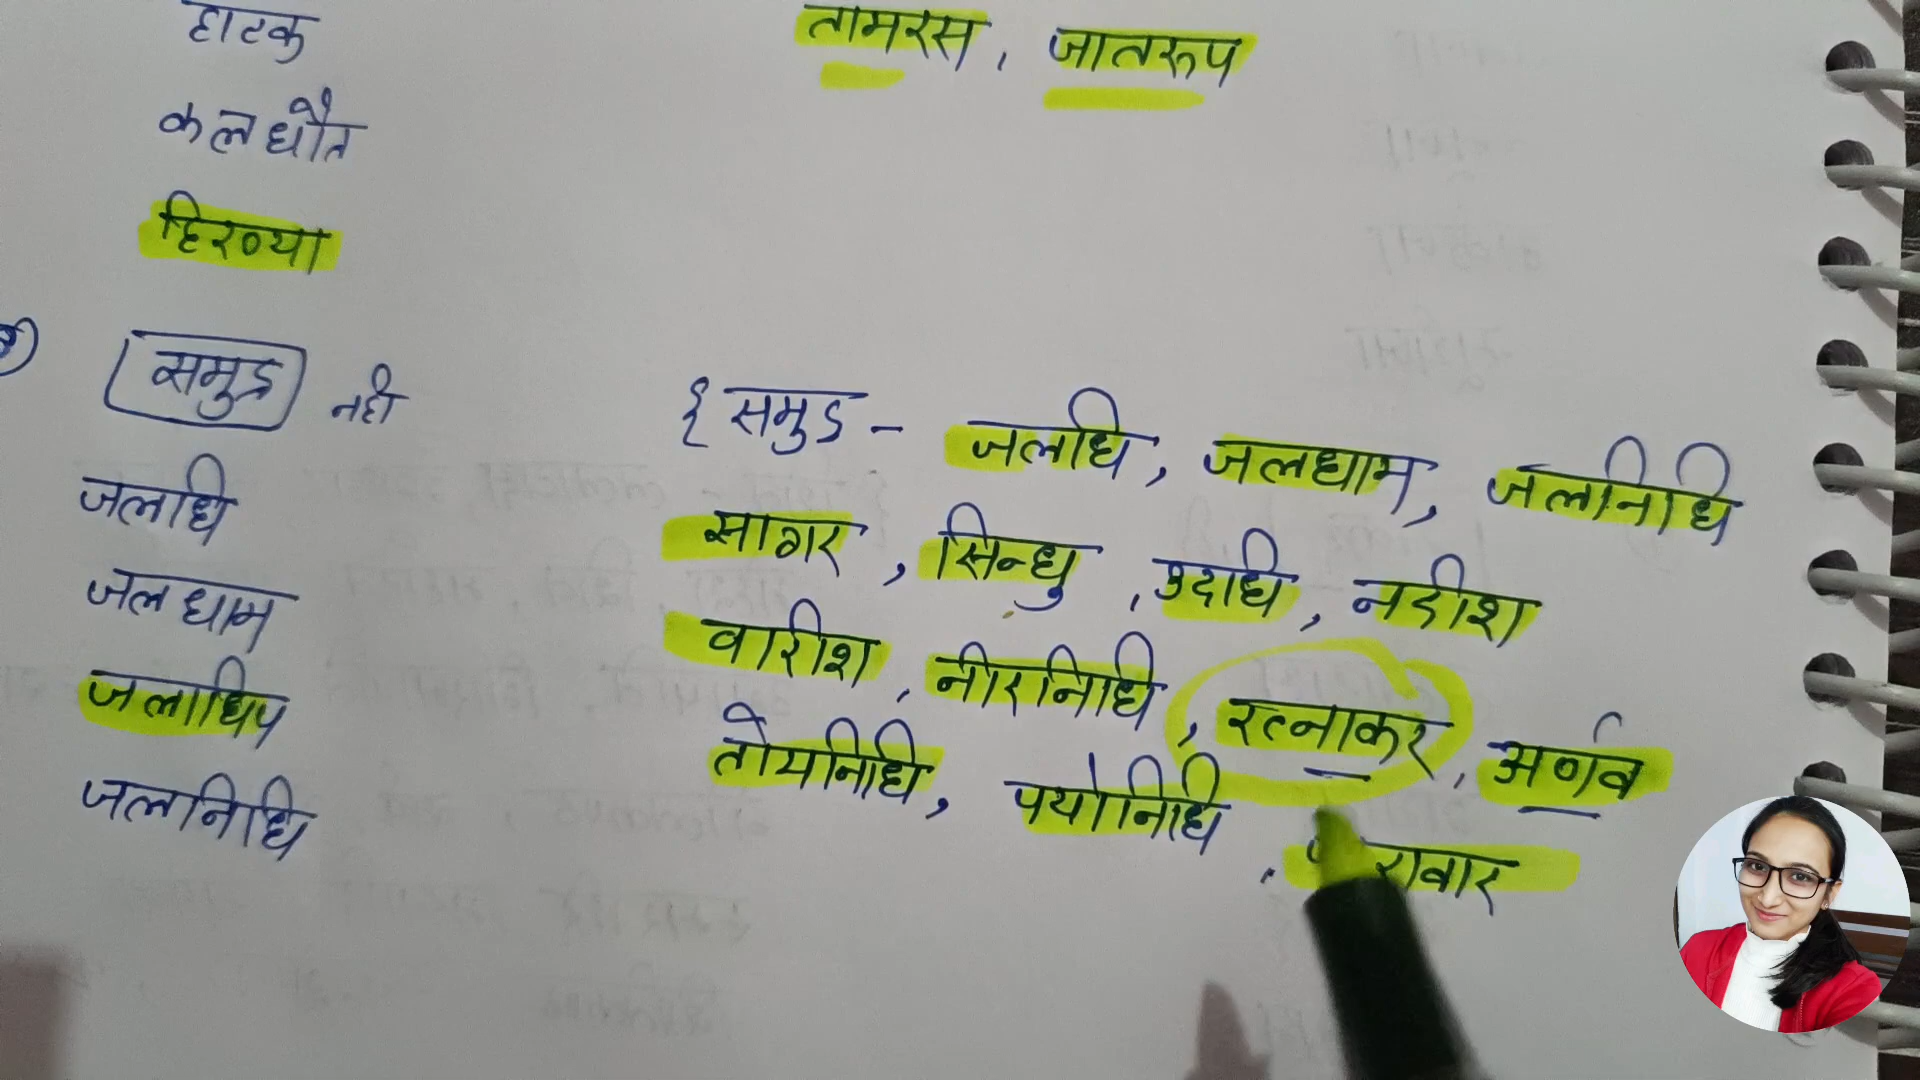 हाटक
तामरस, जातरूप
कलधौत
हिरण्या
समुद्र नही
{ समुद्र - जलधि, जलधाम, जलनिधि
जलधि
सागर, सिन्धु, उदधि, नदीश
जलधाम
वारीश, नीरनिधि, रत्नाकर, अर्णव
जलाधिप
तोयनिधि, पयोनिधि,
जलनिधि